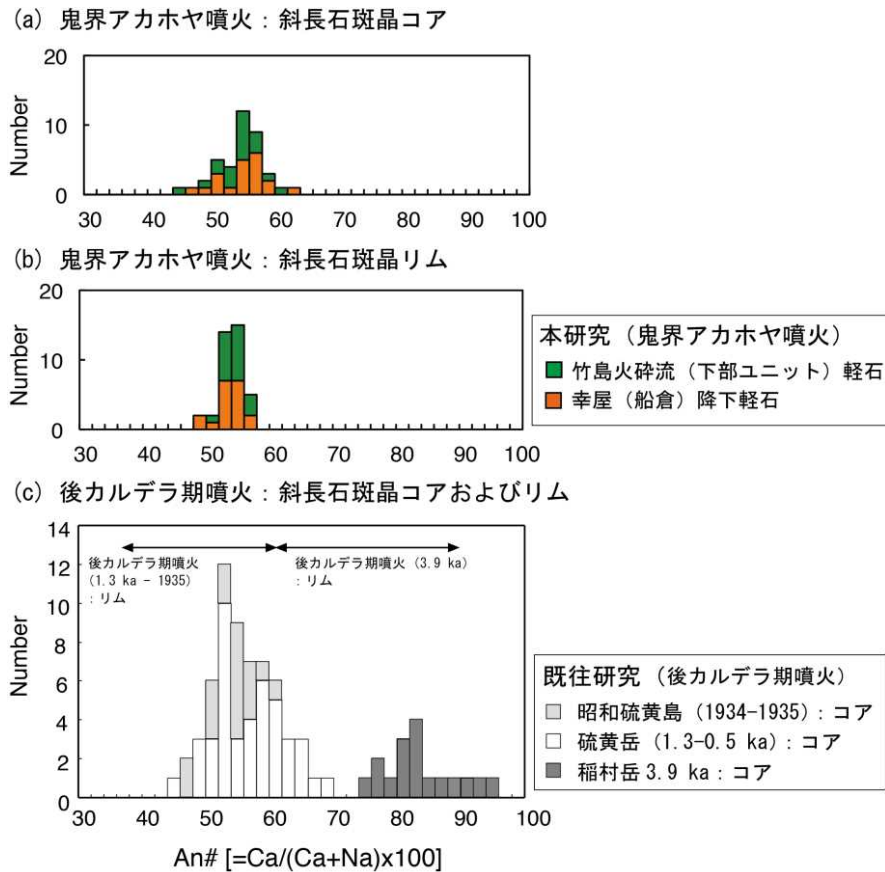 (a) 鬼界アカホヤ噴火：斜長石斑晶コア
20
10
0
Number
30 40 50 60 70 80 90 100
(b) 鬼界アカホヤ噴火：斜長石斑晶リム
20
10
0
Number
30 40 50 60 70 80 90 100
本研究（鬼界アカホヤ噴火）
竹島火砕流（下部ユニット）軽石
幸屋（船倉）降下軽石
(c) 後カルデラ期噴火：斜長石斑晶コアおよびリム
14
12
10
8
6
4
2
0
Number
後カルデラ期噴火
(1.3 ka - 1935)
：リム
後カルデラ期噴火 (3.9 ka)
：リム
30 40 50 60 70 80 90 100
An# [=Ca/(Ca+Na)x100]
既往研究（後カルデラ期噴火）
昭和硫黄島（1934-1935）：コア
硫黄岳（1.3-0.5 ka）：コア
稲村岳 3.9 ka：コア